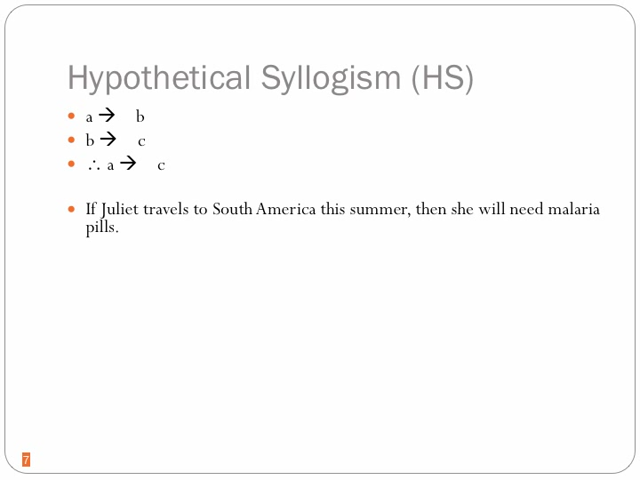 Hypothetical Syllogism (HS)
• a → b
• b → c
• ∴ a → c
• If Juliet travels to South America this summer, then she will need malaria
pills.
7